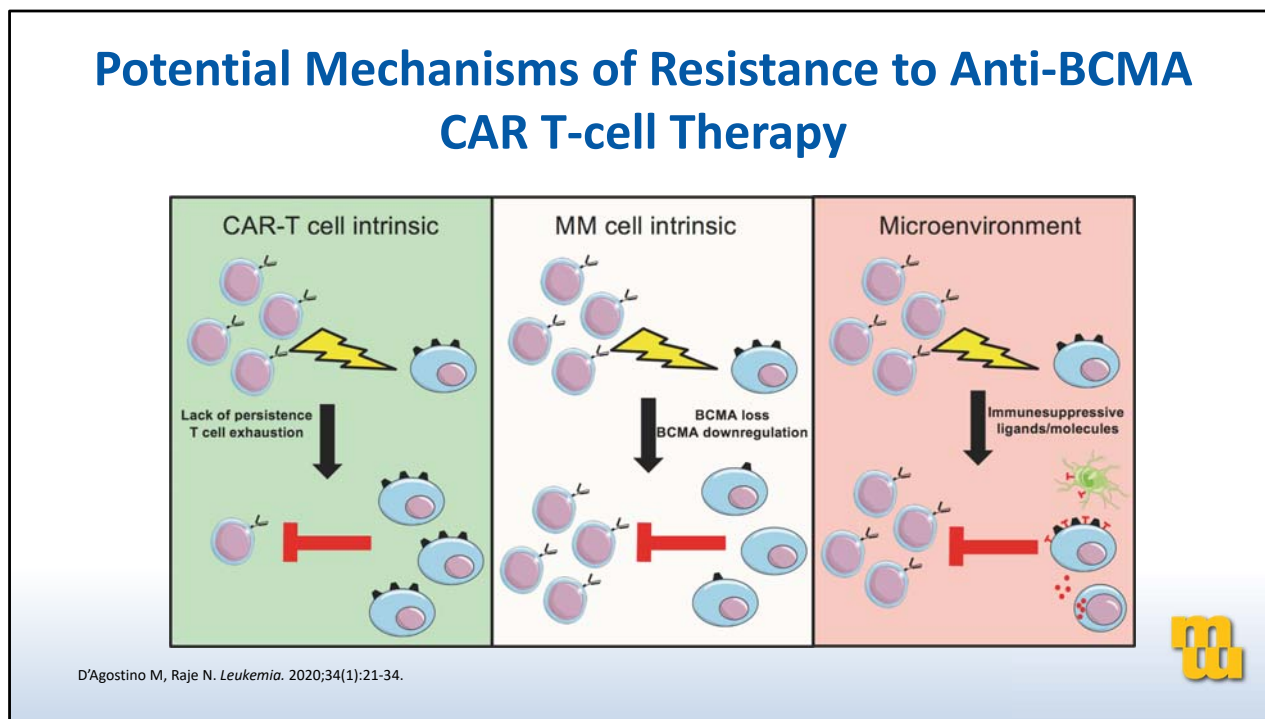 Potential Mechanisms of Resistance to Anti-BCMA
CAR T-cell Therapy
CAR-T cell intrinsic
Lack of persistence
T cell exhaustion
MM cell intrinsic
BCMA loss
BCMA downregulation
Microenvironment
Immunesuppressive
ligands/molecules
D'Agostino M, Raje N. Leukemia. 2020;34(1):21-34.